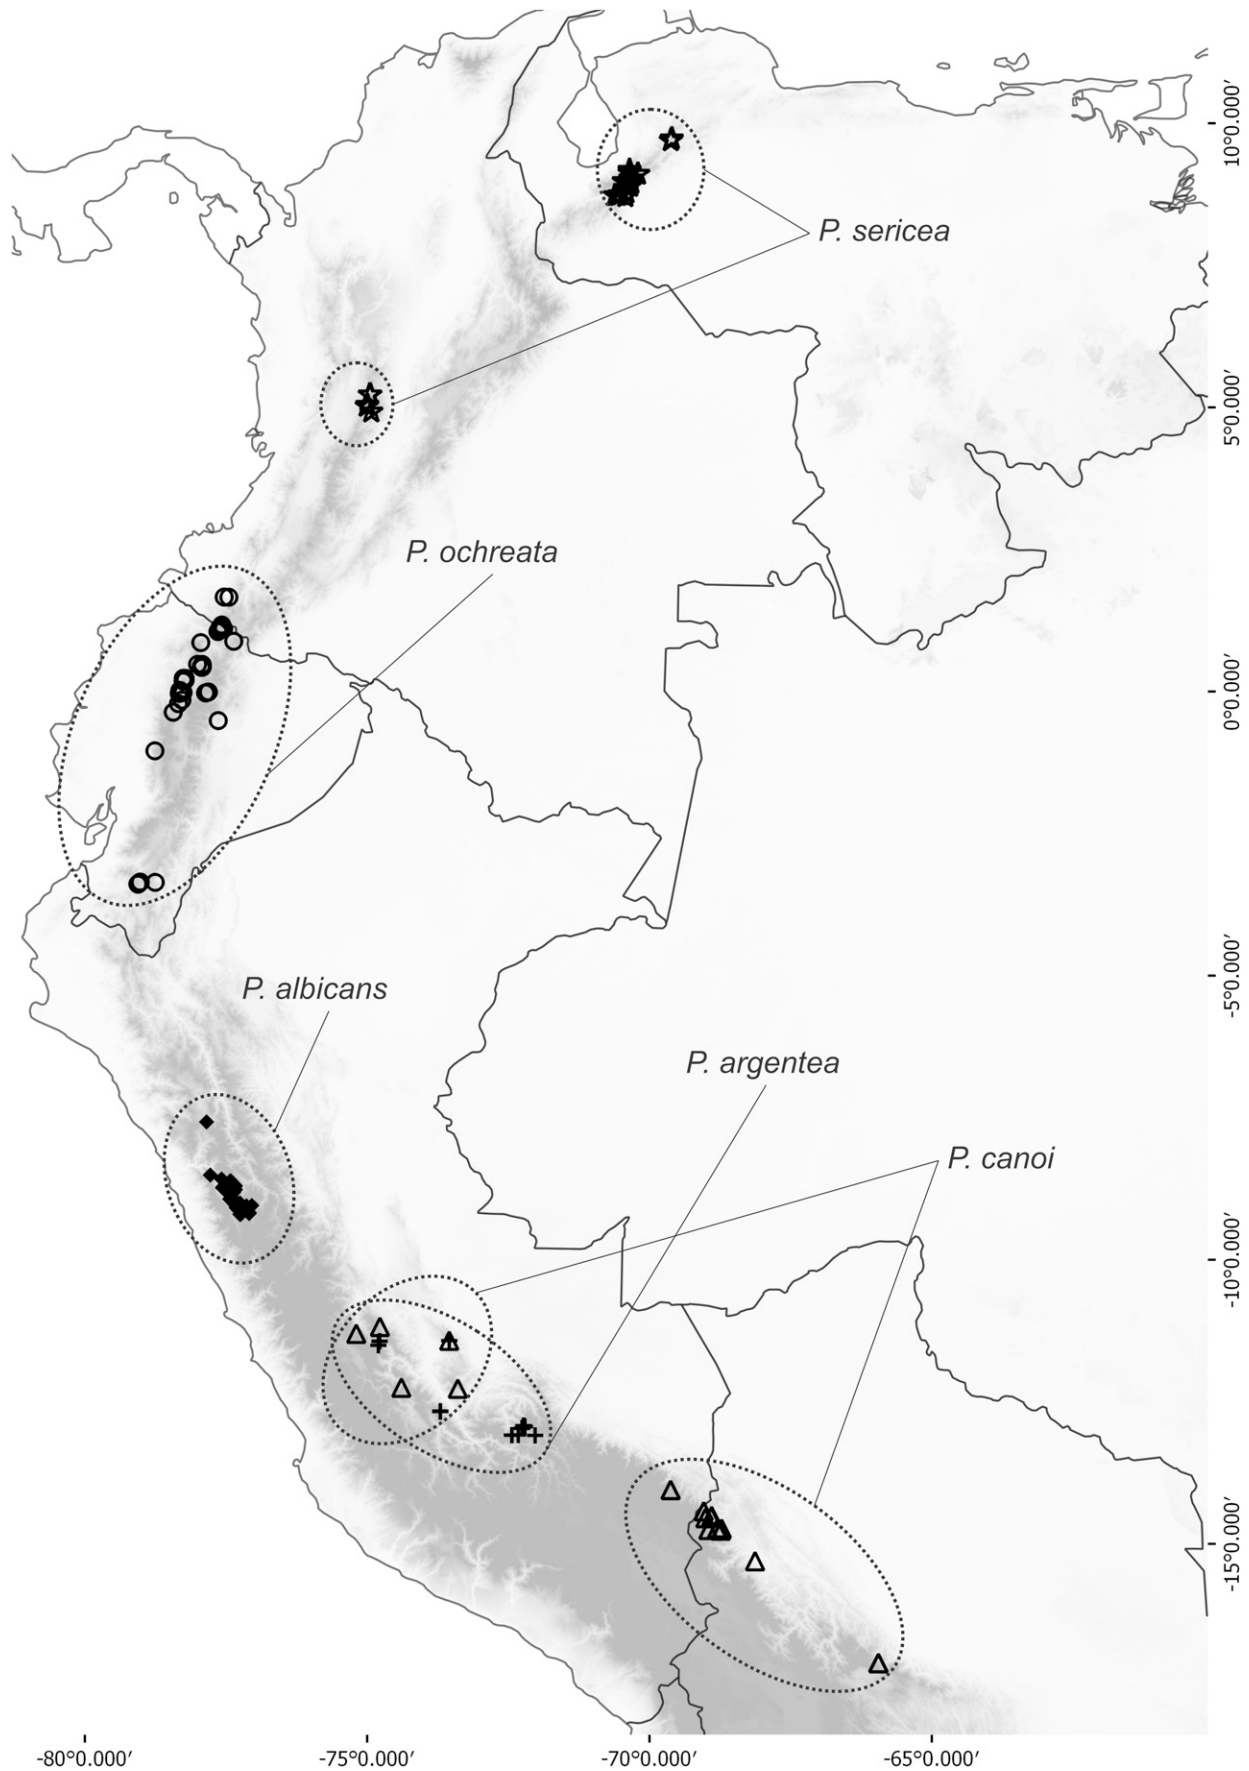 10°0.000′
P. sericea
5°0.000′
P. ochreata
0°0.000′
-5°0.000′
P. albicans
P. argentea
P. canoi
-10°0.000′
-15°0.000′
-80°0.000′
-75°0.000′
-70°0.000′
-65°0.000′